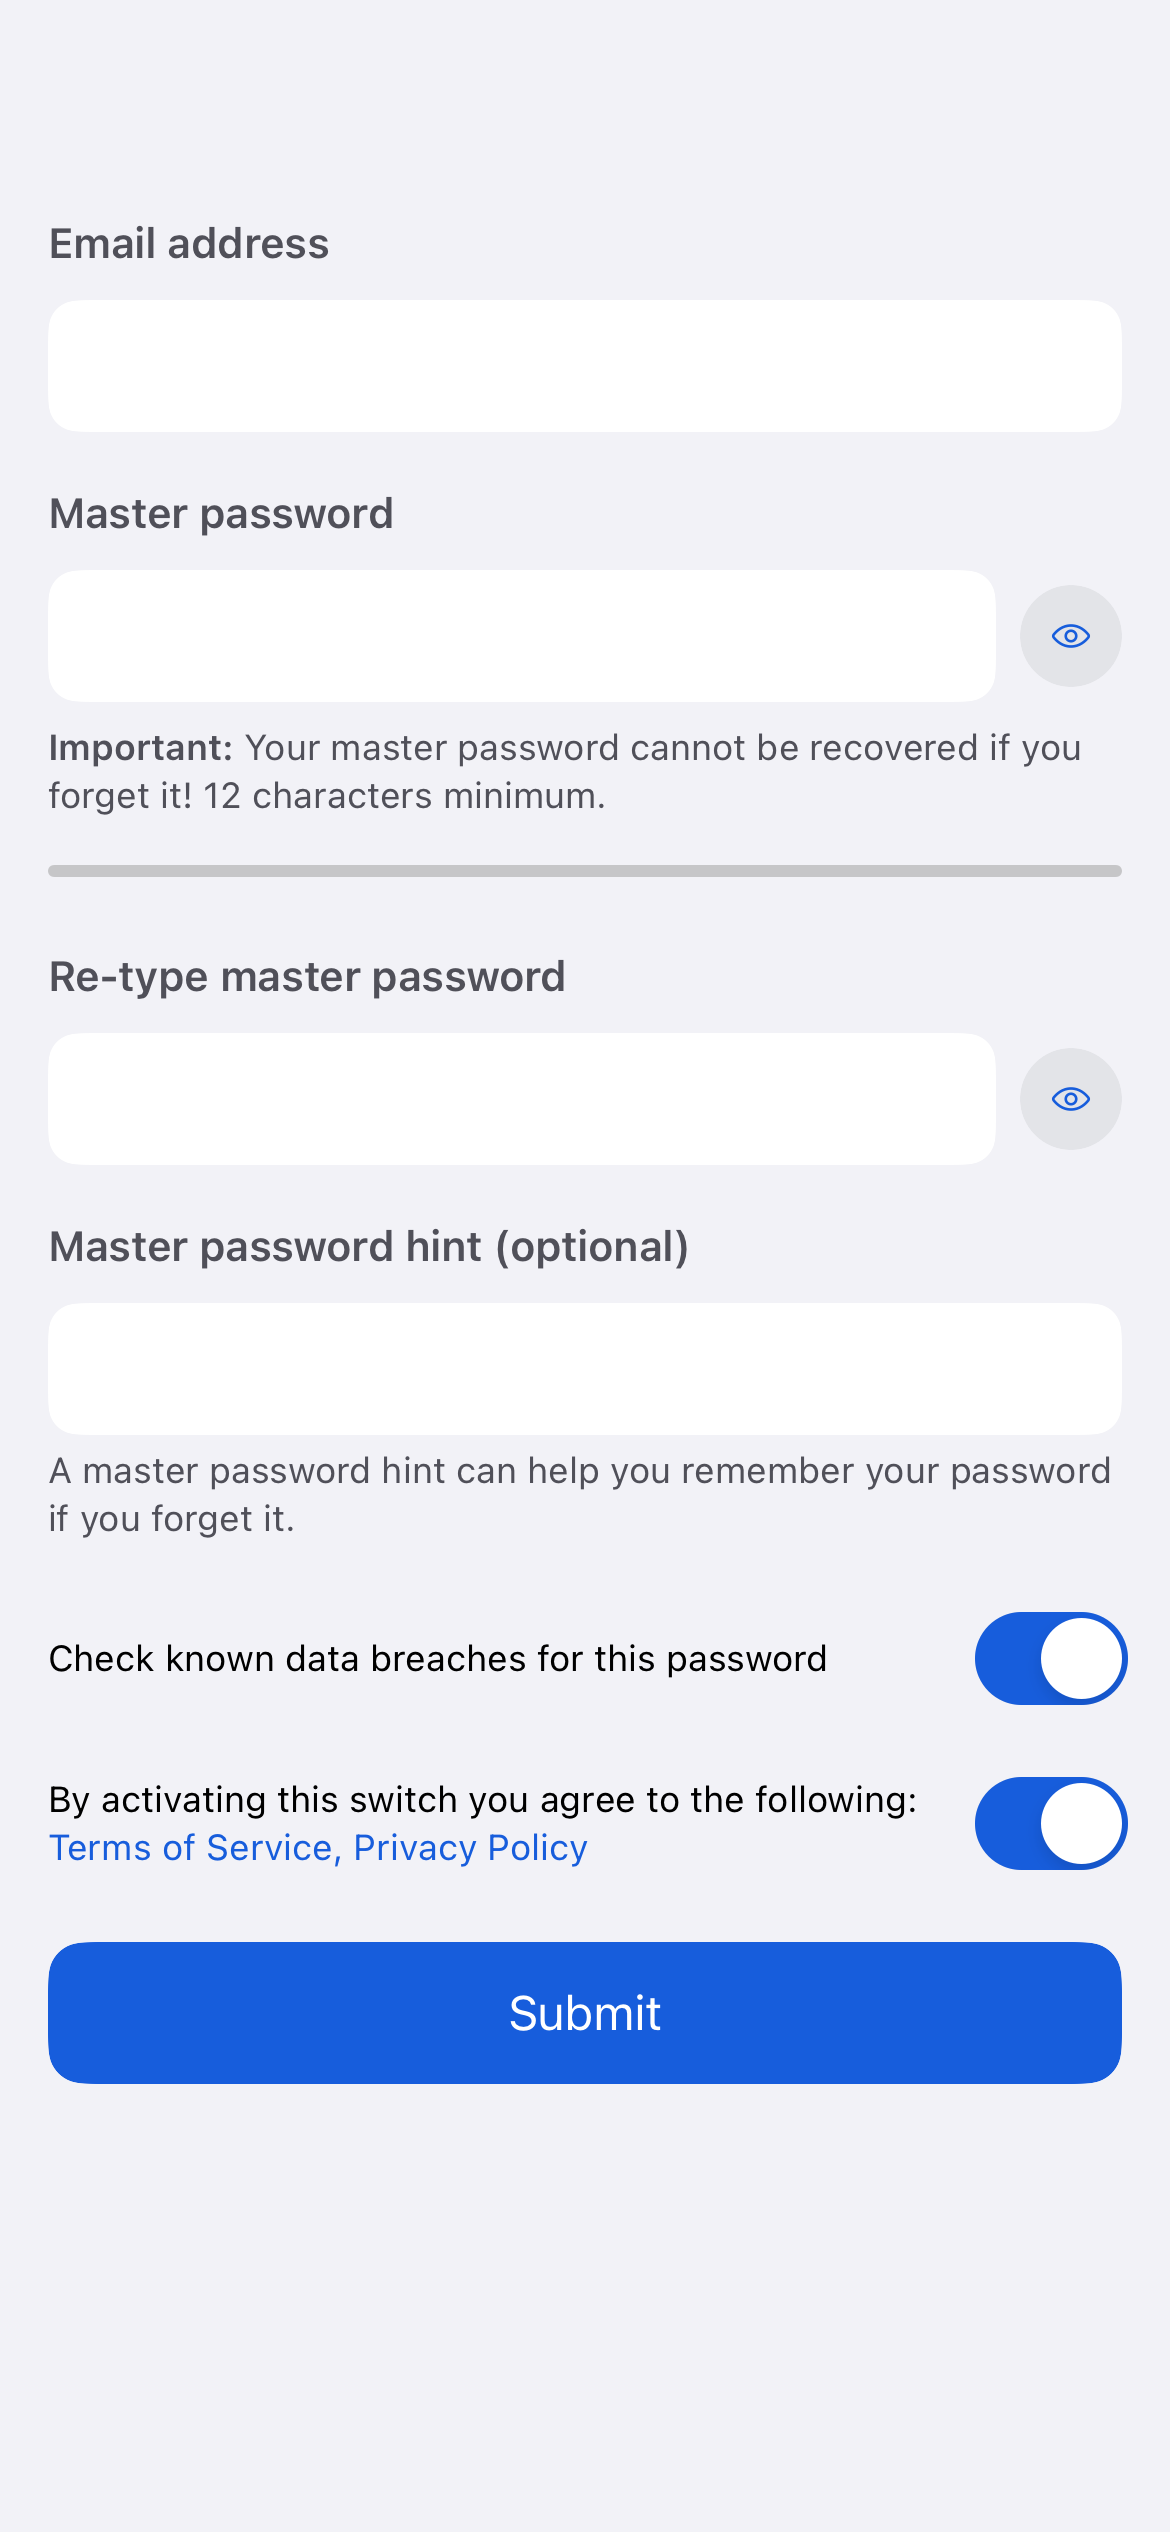 Email address
Master password
Important: Your master password cannot be recovered if you
forget it! 12 characters minimum.
Re-type master password
Master password hint (optional)
A master password hint can help you remember your password
if you forget it.
Check known data breaches for this password
By activating this switch you agree to the following:
Terms of Service, Privacy Policy
Submit